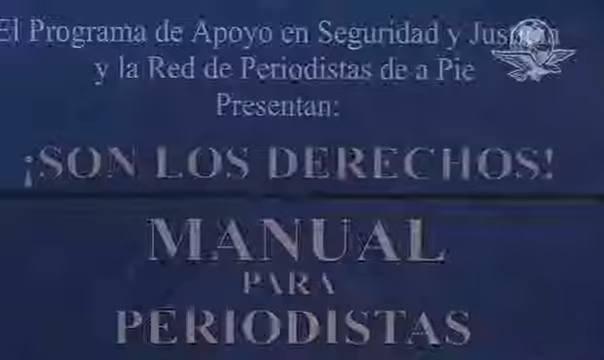 El Programa de Apoyo en Seguridad y Justicia
y la Red de Periodistas de a Pie
Presentan:
¡SON LOS DERECHOS!
MANUAL
PARA
PERIODISTAS